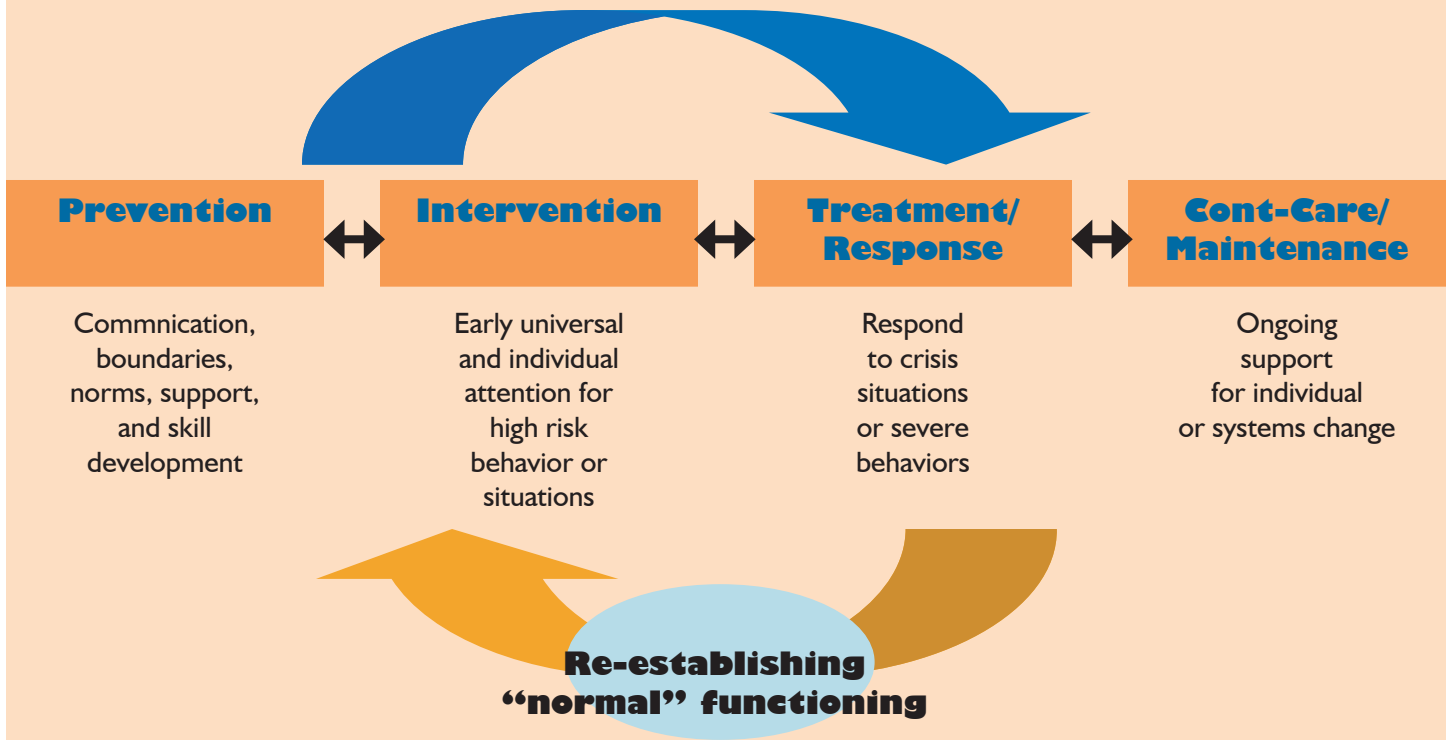 Prevention
Intervention
Treatment/
Response
Cont-Care/
Maintenance
Commnication,
boundaries,
norms, support,
and skill
development
Early universal
and individual
attention for
high risk
behavior or
situations
Respond
to crisis
situations
or severe
behaviors
Ongoing
support
for individual
or systems change
Re-establishing
“normal” functioning